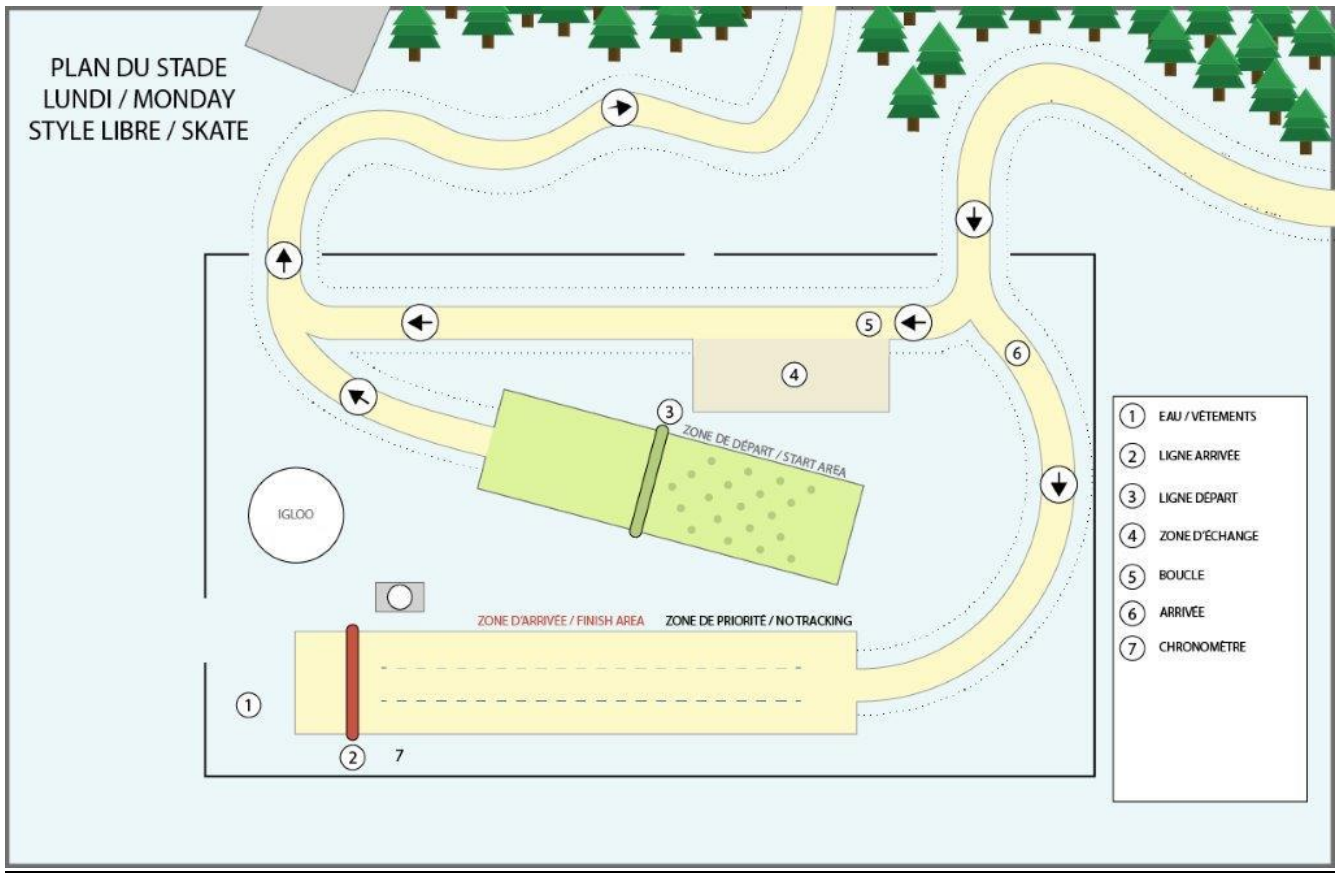 PLAN DU STADE
LUNDI / MONDAY
STYLE LIBRE / SKATE
5
6
4
3
ZONE DE DÉPART / START AREA
IGLOO
ZONE D'ARRIVÉE / FINISH AREA ZONE DE PRIORITÉ / NO TRACKING
1
2
7
1 EAU / VÊTEMENTS
2 LIGNE ARRIVÉE
3 LIGNE DÉPART
4 ZONE D'ÉCHANGE
5 BOUCLE
6 ARRIVÉE
7 CHRONOMÈTRE